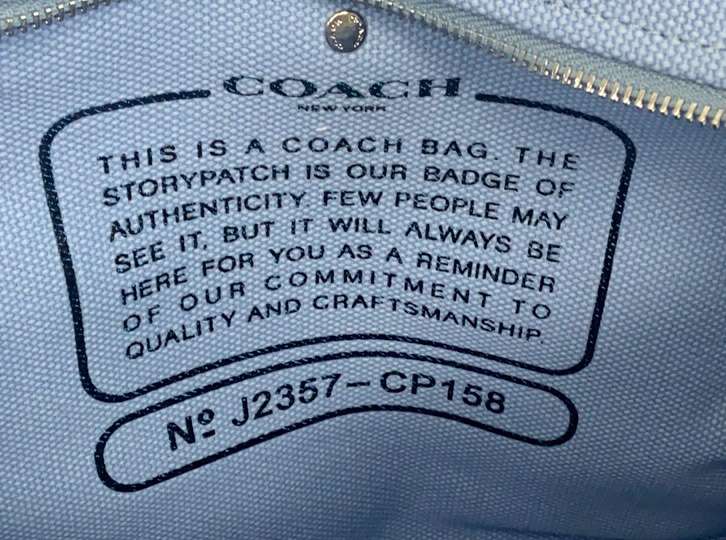 COACH
NEW YORK
THIS IS A COACH BAG. THE
STORYPATCH IS OUR BADGE OF
AUTHENTICITY. FEW PEOPLE MAY
SEE IT, BUT IT WILL ALWAYS BE
HERE FOR YOU AS A REMINDER
OF OUR COMMITMENT TO
QUALITY AND CRAFTSMANSHIP.
Nº J2357-CP158